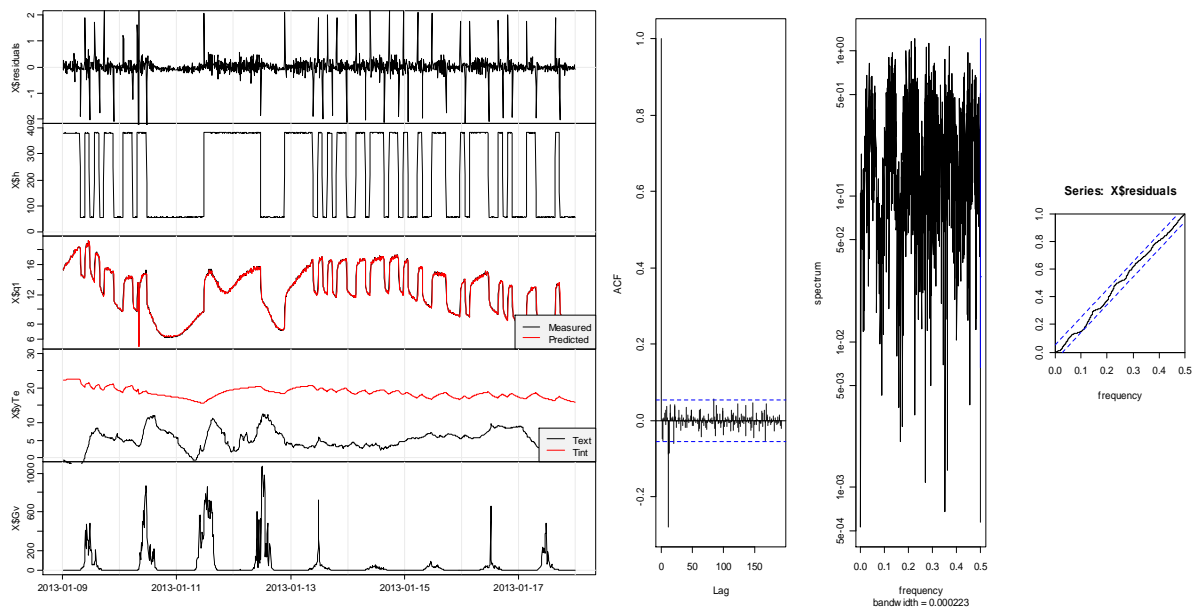 X$residuals
2
1
0
-1
-2
X$h
400
300
200
100
0
X$q1
16
12
8
6
Measured
Predicted
X$yTe
30
20
10
5
0
Text
Tint
X$Gv
1000
600
200
0
2013-01-09
2013-01-11
2013-01-13
2013-01-15
2013-01-17
ACF
1.0
0.8
0.6
0.4
0.2
0.0
-0.2
0
50
100
150
Lag
spectrum
1e+00
5e-01
1e-01
5e-02
1e-02
5e-03
1e-03
5e-04
0.0 0.1 0.2 0.3 0.4 0.5
frequency
bandwidth = 0.000223
Series: X$residuals
1.0
0.8
0.6
0.4
0.2
0.0
0.0 0.1 0.2 0.3 0.4 0.5
frequency